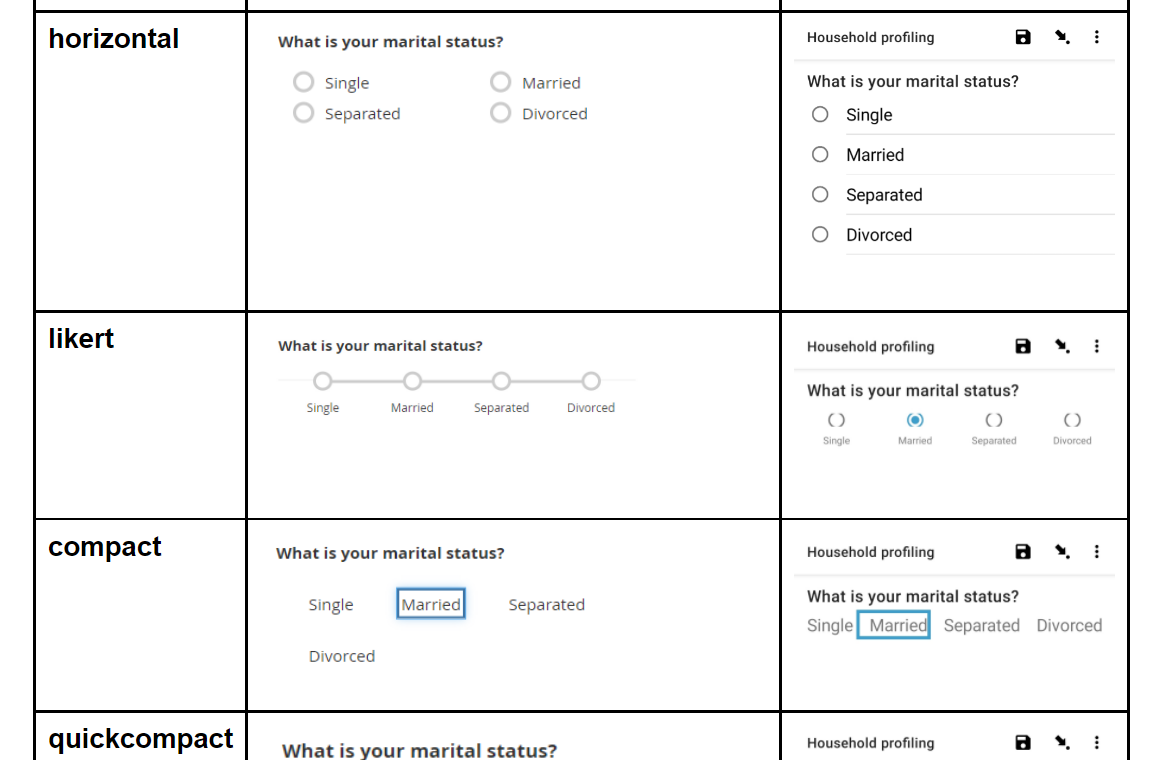 horizontal
What is your marital status?
Single Married
Separated Divorced
Household profiling
What is your marital status?
Single
Married
Separated
Divorced
likert
What is your marital status?
Single Married Separated Divorced
Household profiling
What is your marital status?
Single Married Separated Divorced
compact
What is your marital status?
Single Married Separated
Divorced
Household profiling
What is your marital status?
Single Married Separated Divorced
quickcompact
What is your marital status?
Household profiling